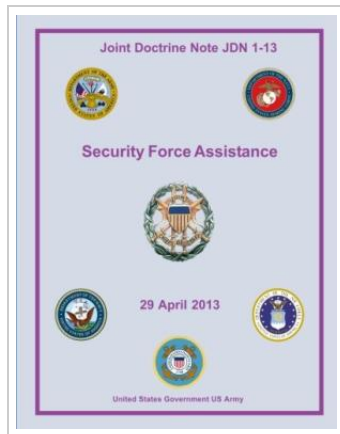 Joint Doctrine Note JDN 1-13
Security Force Assistance
29 April 2013
United States Government US Army